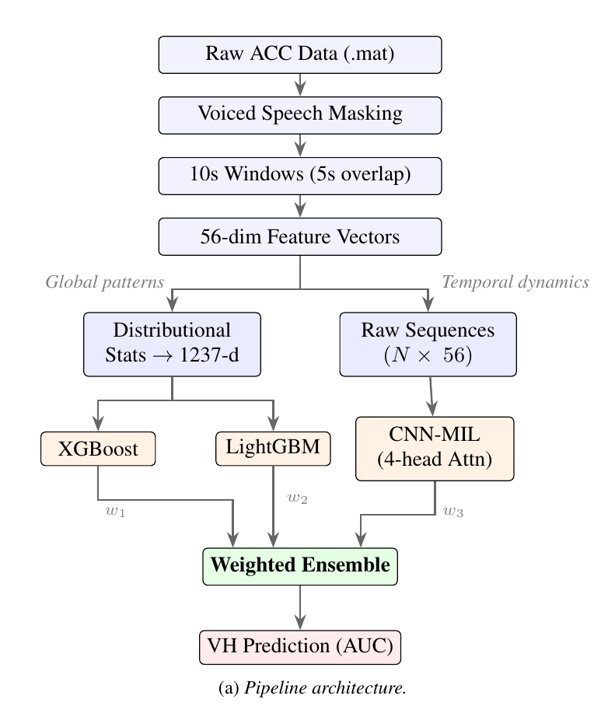 Raw ACC Data (.mat)
Voiced Speech Masking
10s Windows (5s overlap)
56-dim Feature Vectors
Global patterns
Temporal dynamics
Distributional
Stats → 1237-d
Raw Sequences
(N × 56)
XGBoost
LightGBM
CNN-MIL
(4-head Attn)
w₁
w₂
w₃
Weighted Ensemble
VH Prediction (AUC)
(a) Pipeline architecture.